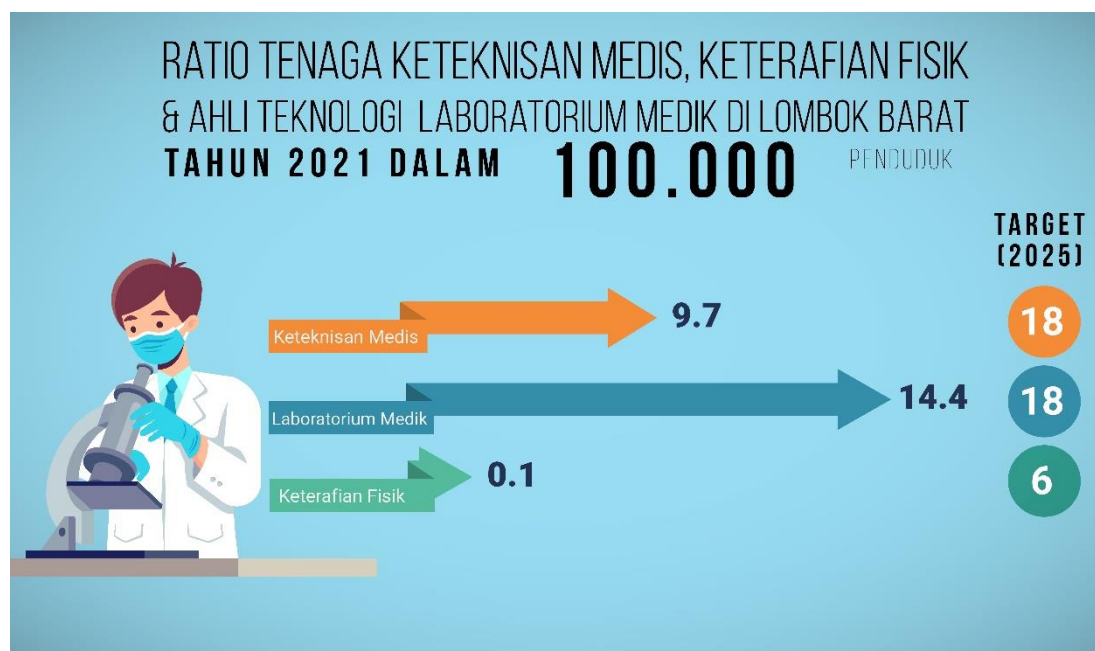 RATIO TENAGA KETEKNISAN MEDIS, KETERAFIAN FISIK
& AHLI TEKNOLOGI LABORATORIUM MEDIK DI LOMBOK BARAT
TAHUN 2021 DALAM 100.000 PENDUDUK
TARGET
(2025)
Keteknisan Medis 9.7 18
Laboratorium Medik 14.4 18
Keterafian Fisik 0.1 6